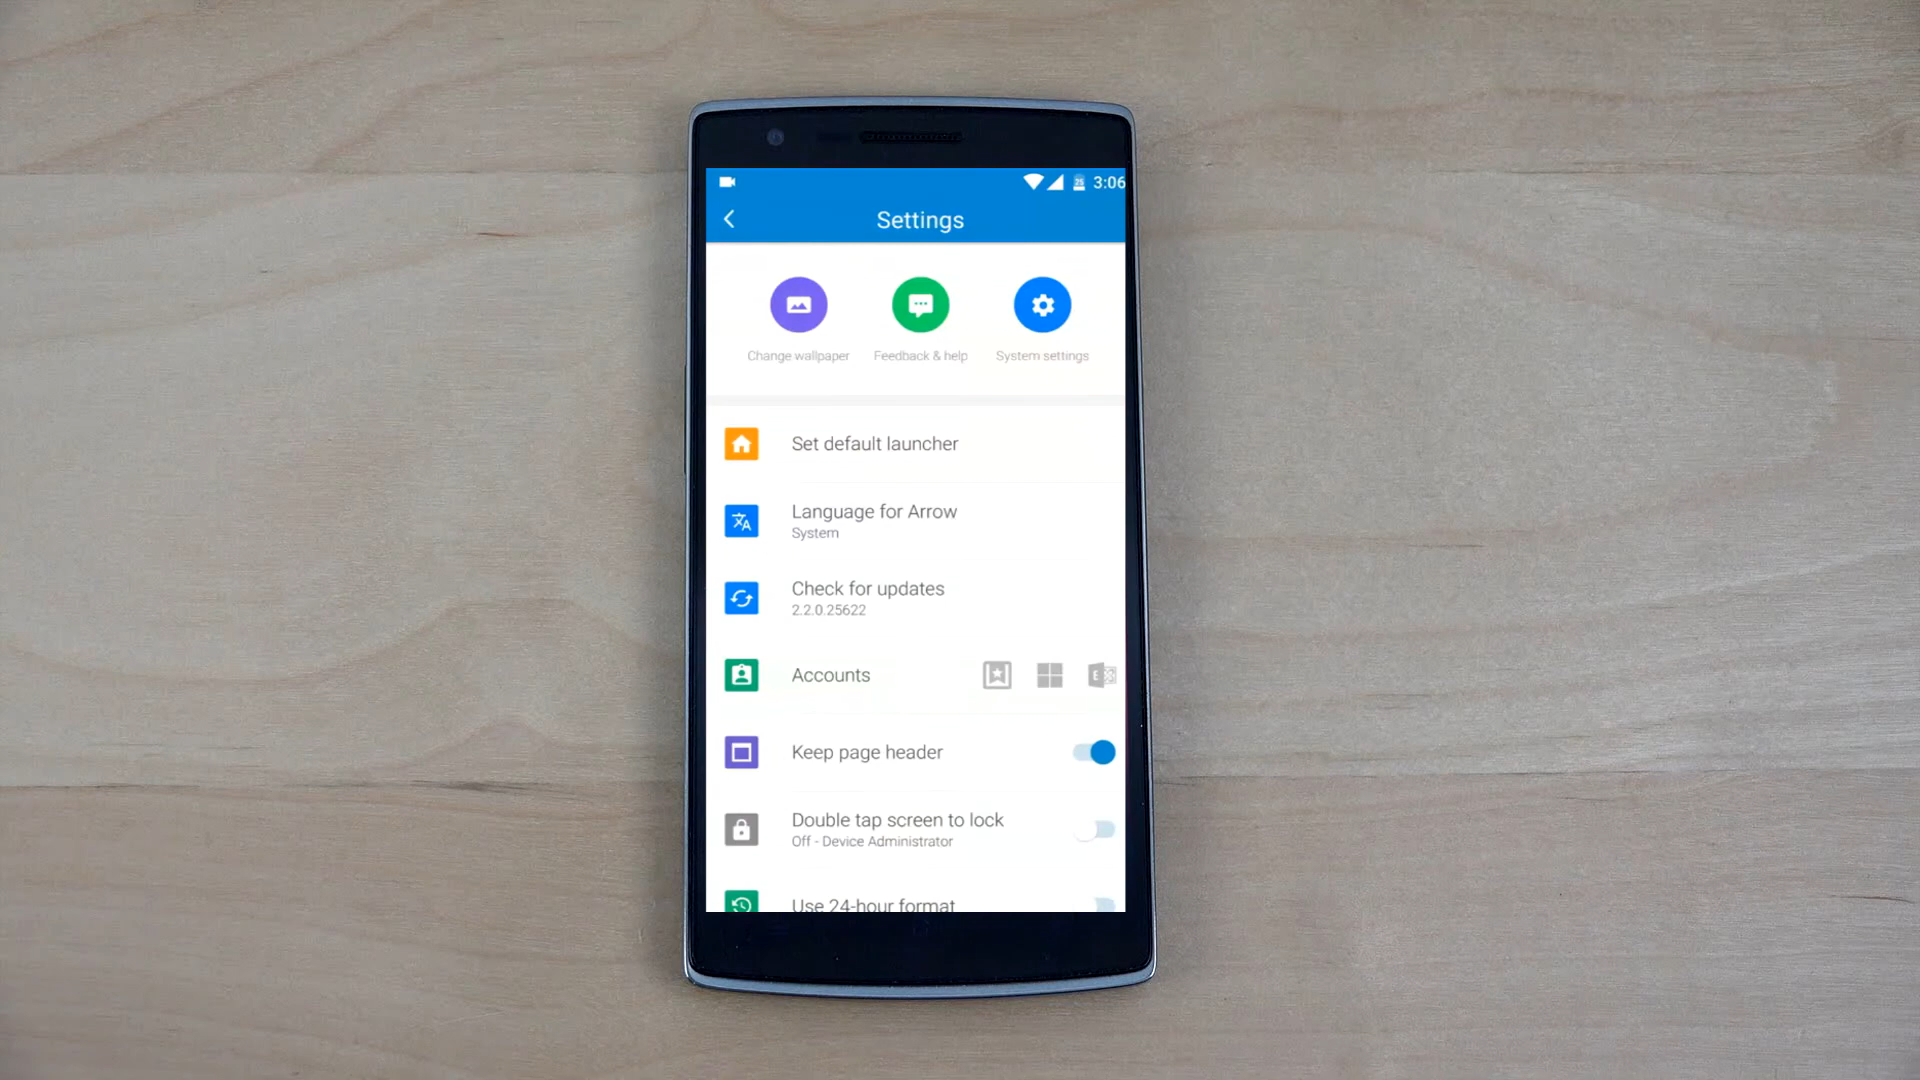 25 3:06
Settings
Change wallpaper Feedback & help System settings
Set default launcher
Language for Arrow
System
Check for updates
2.2.0.25622
Accounts
Keep page header
Double tap screen to lock
Off - Device Administrator
Use 24-hour format